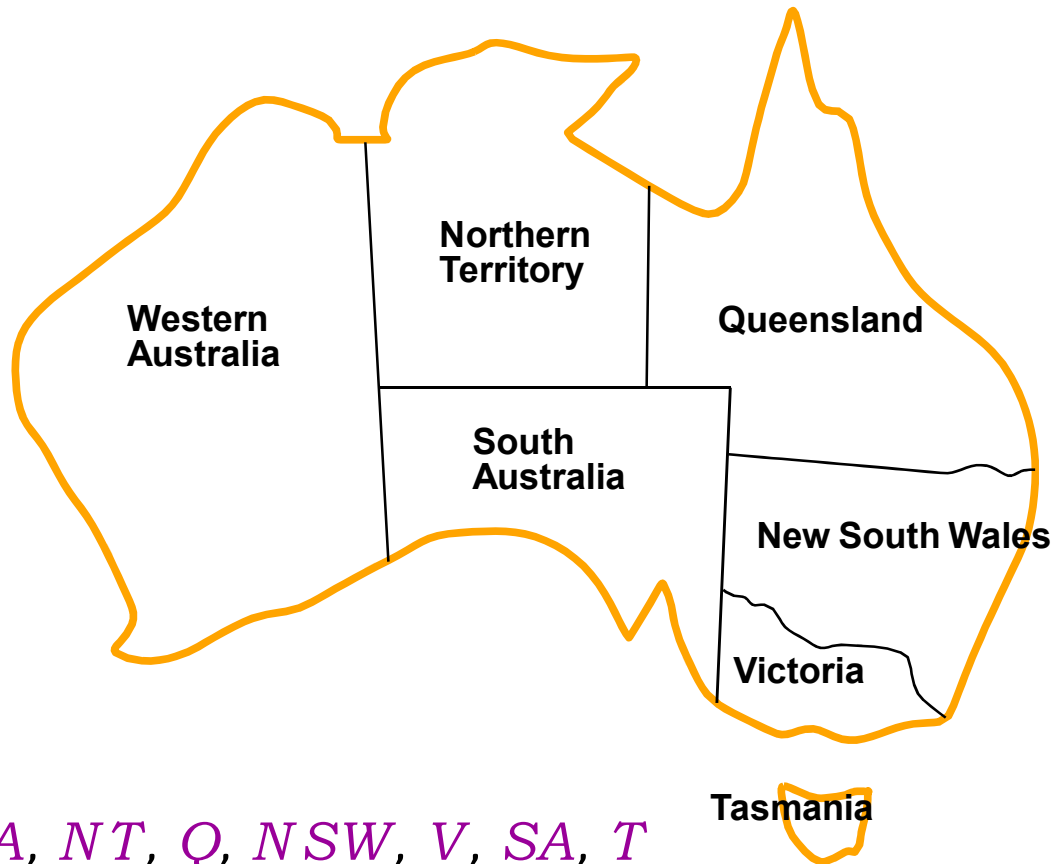 Northern
Territory
Western
Australia
Queensland
South
Australia
New South Wales
Victoria
Tasmania
A, NT, Q, NSW, V, SA, T